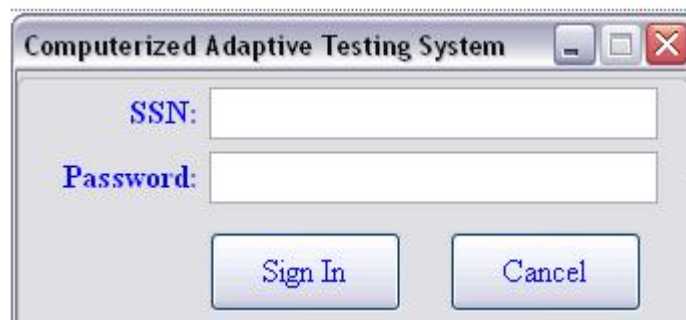 Computerized Adaptive Testing System
SSN:
Password:
Sign In Cancel